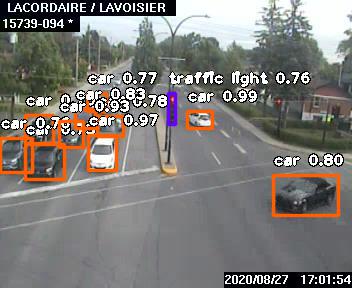 LACORDAIRE / LAVOISIER
15739-094 *
car 0.77 traffic light 0.76
car 0.83
car 0.78
car 0.99
car 0.93
car 0.97
car 0.80
2020/08/27 17:01:54